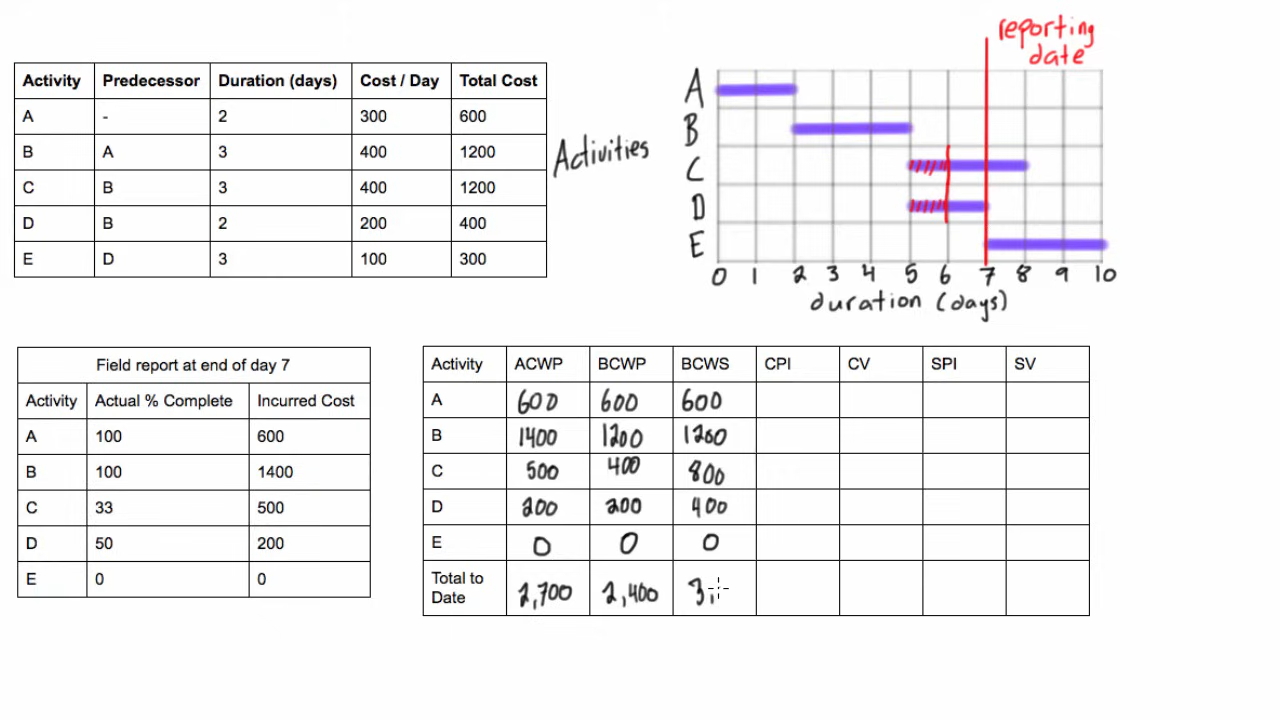 reporting
date
Activity Predecessor Duration (days) Cost / Day Total Cost
A - 2 300 600
B A 3 400 1200
C B 3 400 1200
D B 2 200 400
E D 3 100 300
Activities
A
B
C
D
E
0 1 2 3 4 5 6 7 8 9 10
duration (days)
Field report at end of day 7
Activity Actual % Complete Incurred Cost
A 100 600
B 100 1400
C 33 500
D 50 200
E 0 0
Activity ACWP BCWP BCWS CPI CV SPI SV
A 600 600 600
B 1400 1200 1200
C 500 400 800
D 200 200 400
E 0 0 0
Total to
Date 2,700 2,400 3,